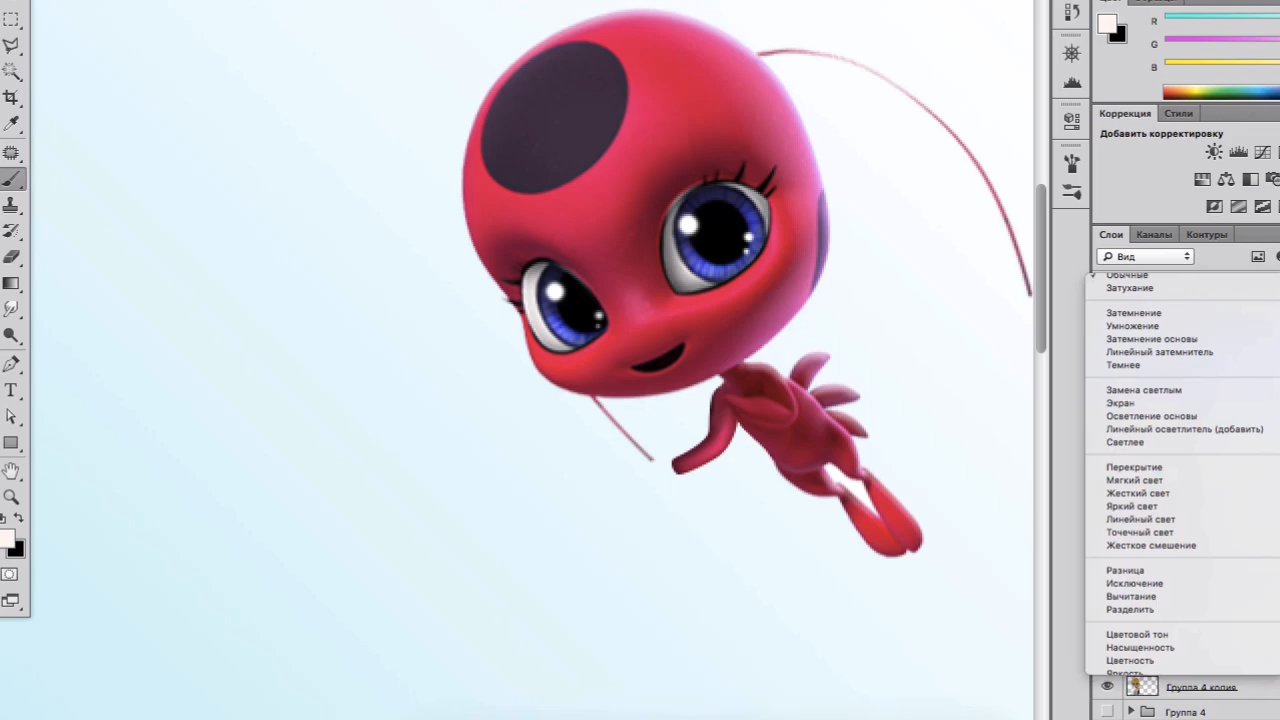 R
G
B
Коррекция Стили
Добавить корректировку
Слои Каналы Контуры
Вид
Обычные
Затухание
Затемнение
Умножение
Затемнение основы
Линейный затемнитель
Темнее
Замена светлым
Экран
Осветление основы
Линейный осветлитель (добавить)
Светлее
Перекрытие
Мягкий свет
Жесткий свет
Яркий свет
Линейный свет
Точечный свет
Жесткое смешение
Разница
Исключение
Вычитание
Разделить
Цветовой тон
Насыщенность
Цветность
Яркость
Группа 4 копия
Группа 4